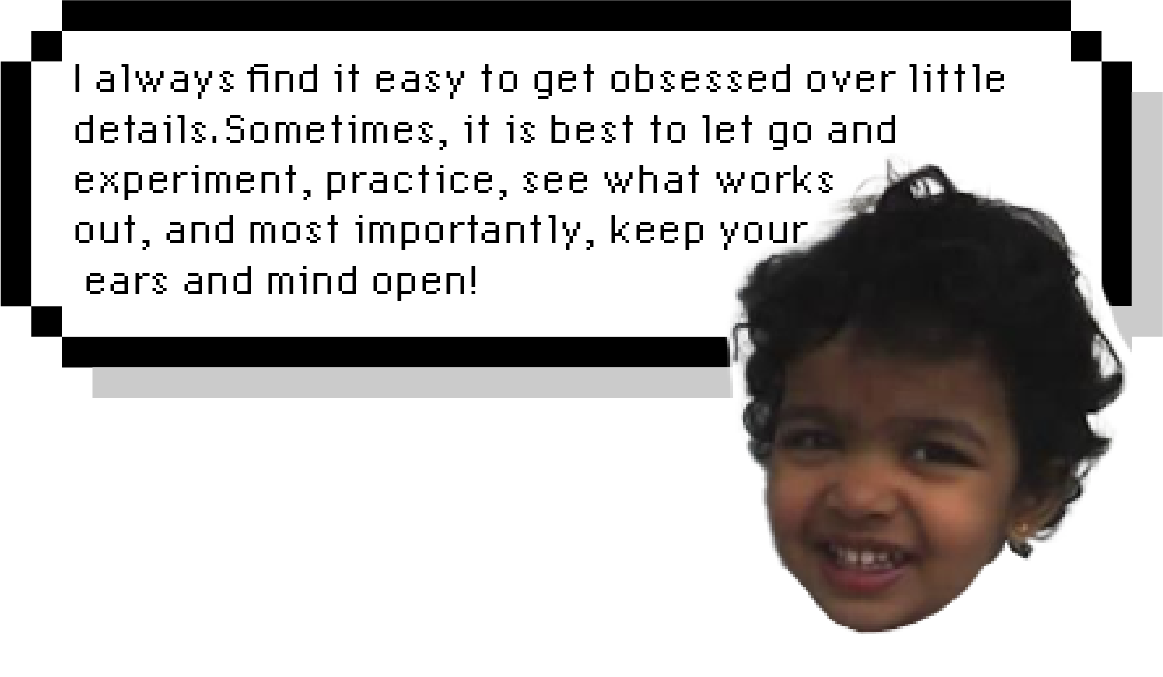 I always find it easy to get obsessed over little
details.Sometimes, it is best to let go and
experiment, practice, see what works
out, and most importantly, keep your
ears and mind open!